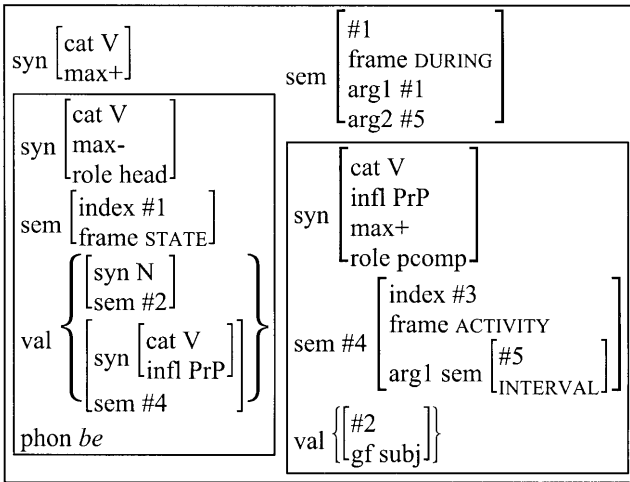 syn [cat V
max+]
sem [#1
frame DURING
arg1 #1
arg2 #5]
syn [cat V
max-
role head]
sem [index #1
frame STATE]
val {[syn N
sem #2]
[syn [cat V
infl PrP]
sem #4]}
phon be
syn [cat V
infl PrP
max+
role pcomp]
sem #4 [index #3
frame ACTIVITY
arg1 sem [#5
INTERVAL]]
val {[#2
gf subj]}